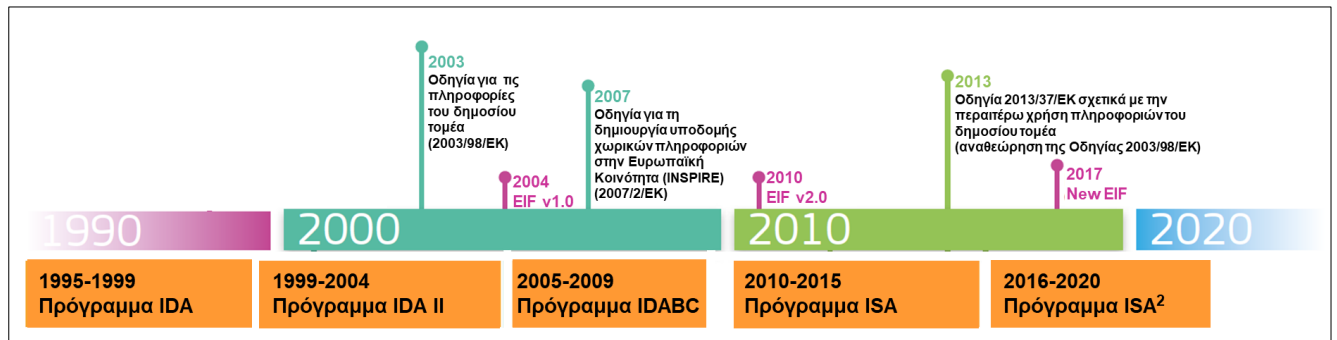 2003
Οδηγία για τις
πληροφορίες
του δημοσίου
τομέα
(2003/98/ΕΚ)
2004
EIF v1.0
2007
Οδηγία για τη
δημιουργία υποδομής
χωρικών πληροφοριών
στην Ευρωπαϊκή
Κοινότητα (INSPIRE)
(2007/2/ΕΚ)
2010
EIF v2.0
2013
Οδηγία 2013/37/ΕΚ σχετικά με την
περαιτέρω χρήση πληροφοριών του
δημοσίου τομέα
(αναθεώρηση της Οδηγίας 2003/98/ΕΚ)
2017
New EIF
1990
2000
2010
2020
1995-1999
Πρόγραμμα IDA
1999-2004
Πρόγραμμα IDA II
2005-2009
Πρόγραμμα IDABC
2010-2015
Πρόγραμμα ISA
2016-2020
Πρόγραμμα ISA²